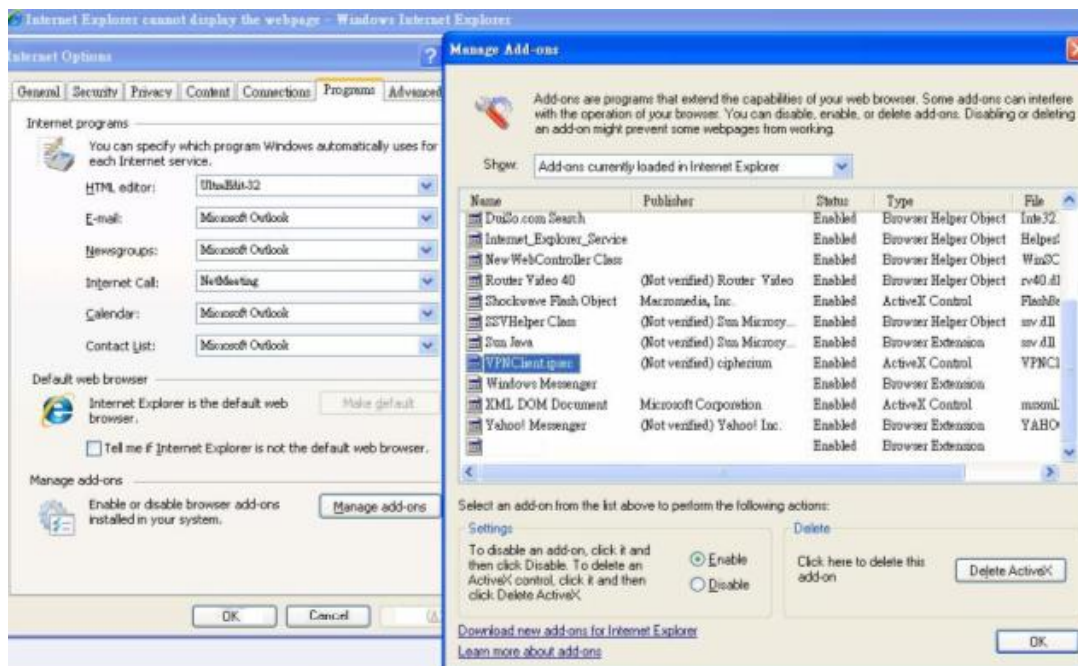 Internet Explorer cannot display the webpage - Windows Internet Explorer
Internet Options
General Security Privacy Content Connections Programs Advanced
Internet programs
You can specify which program Windows automatically uses for
each Internet service.
HTML editor: UltraEdit-32
E-mail: Microsoft Outlook
Newsgroups: Microsoft Outlook
Internet Call: NetMeeting
Calendar: Microsoft Outlook
Contact List: Microsoft Outlook
Default web browser
Internet Explorer is the default web
browser.
Make default
Tell me if Internet Explorer is not the default web browser.
Manage add-ons
Enable or disable browser add-ons
installed in your system.
Manage add-ons
OK Cancel
Manage Add-ons
Add-ons are programs that extend the capabilities of your web browser. Some add-ons can interfere
with the operation of your browser. You can disable, enable, or delete add-ons. Disabling or deleting
an add-on might prevent some webpages from working.
Show: Add-ons currently loaded in Internet Explorer
Name Publisher Status Type File
DuDo.com Search Enabled Browser Helper Object Inte32.
Internet_Explorer_Service Enabled Browser Helper Object HelperS
NewWebController Class Enabled Browser Helper Object WinSC
Router Video 40 (Not verified) Router Video Enabled Browser Helper Object rv40.dl
Shockwave Flash Object Macromedia, Inc. Enabled ActiveX Control FlashBe
SSVHelper Class (Not verified) Sun Microsy... Enabled Browser Helper Object ssv.dll
Sun Java (Not verified) Sun Microsy... Enabled Browser Extension ssv.dll
VPNClient.ipsec (Not verified) cipherium Enabled ActiveX Control VPNCl
Windows Messenger Enabled Browser Extension
XML DOM Document Microsoft Corporation Enabled ActiveX Control msxml
Yahoo! Messenger (Not verified) Yahoo! Inc. Enabled Browser Extension YAHO
Enabled Browser Extension
Select an add-on from the list above to perform the following actions:
Settings
To disable an add-on, click it and
then click Disable. To delete an
ActiveX control, click it and then
click Delete ActiveX.
Enable
Disable
Delete
Click here to delete this
add-on
Delete ActiveX
Download new add-ons for Internet Explorer
Learn more about add-ons
OK